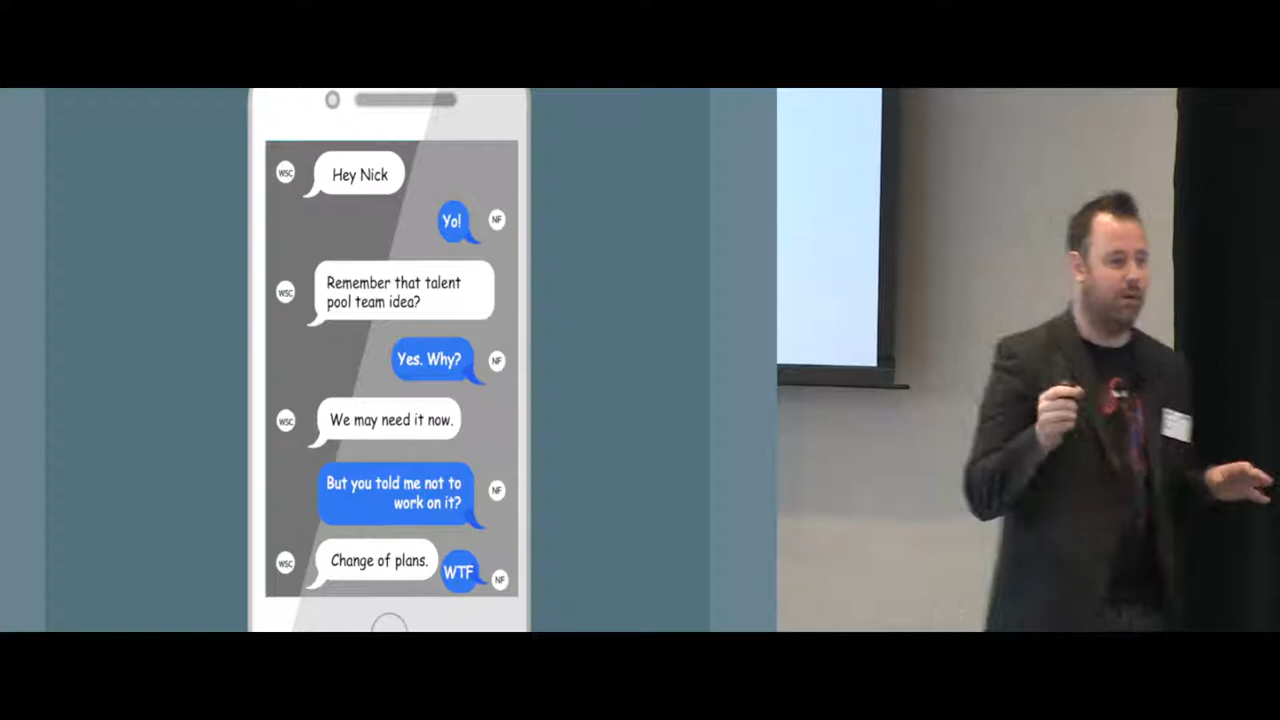 WSC
Hey Nick
Yo!
NF
WSC
Remember that talent
pool team idea?
Yes. Why?
NF
WSC
We may need it now.
But you told me not to
work on it?
NF
WSC
Change of plans.
WTF
NF